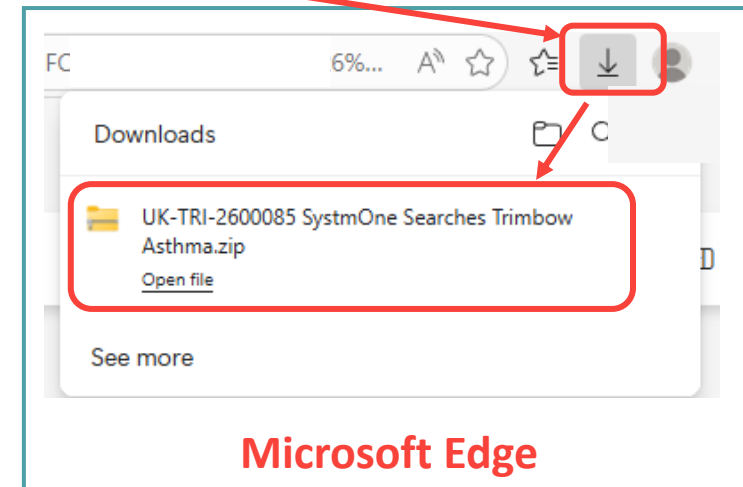 FC 6%... A
Downloads
UK-TRI-2600085 SystmOne Searches Trimbow
Asthma.zip
Open file
See more
Microsoft Edge